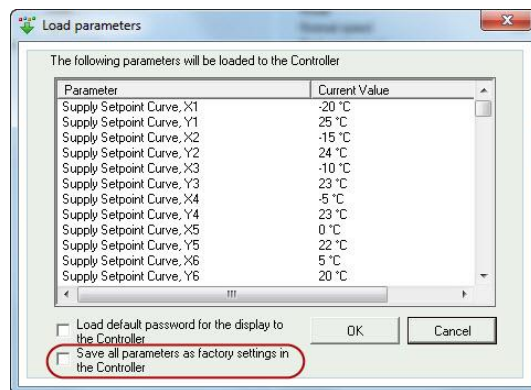 Load parameters
The following parameters will be loaded to the Controller
Parameter Current Value
Supply Setpoint Curve, X1 -20 °C
Supply Setpoint Curve, Y1 25 °C
Supply Setpoint Curve, X2 -15 °C
Supply Setpoint Curve, Y2 24 °C
Supply Setpoint Curve, X3 -10 °C
Supply Setpoint Curve, Y3 23 °C
Supply Setpoint Curve, X4 -5 °C
Supply Setpoint Curve, Y4 23 °C
Supply Setpoint Curve, X5 0 °C
Supply Setpoint Curve, Y5 22 °C
Supply Setpoint Curve, X6 5 °C
Supply Setpoint Curve, Y6 20 °C
Load default password for the display to
the Controller
OK
Cancel
Save all parameters as factory settings in
the Controller